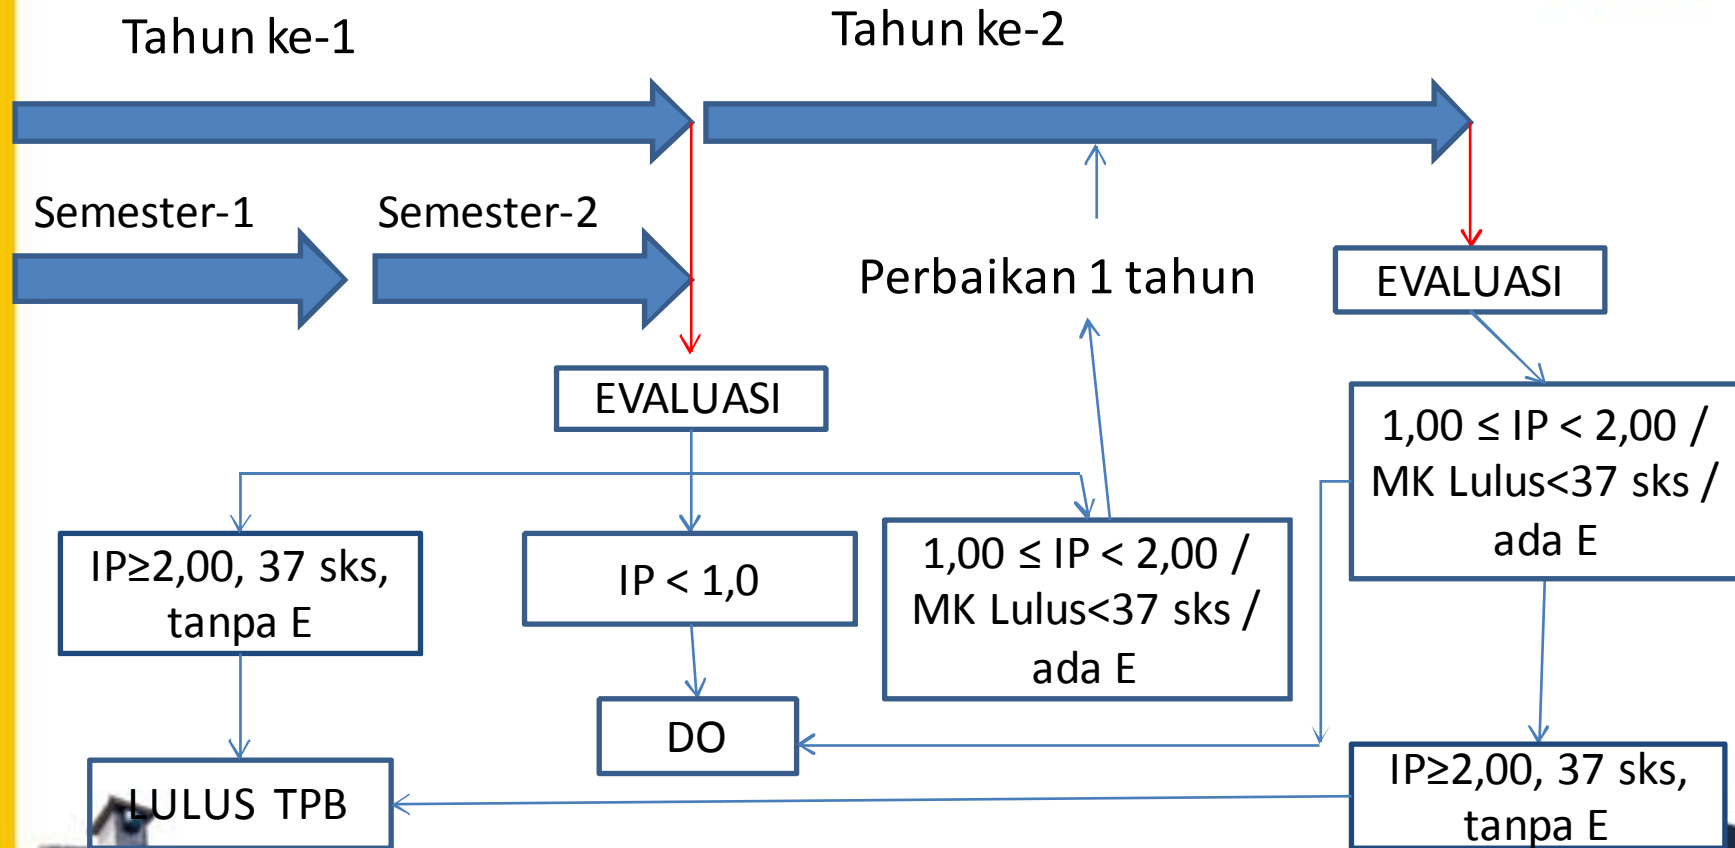 Tahun ke-1
Tahun ke-2
Semester-1
Semester-2
Perbaikan 1 tahun
EVALUASI
EVALUASI
1,00 ≤ IP < 2,00 /
MK Lulus<37 sks /
ada E
IP≥2,00, 37 sks,
tanpa E
IP < 1,0
1,00 ≤ IP < 2,00 /
MK Lulus<37 sks /
ada E
DO
LULUS TPB
IP≥2,00, 37 sks,
tanpa E